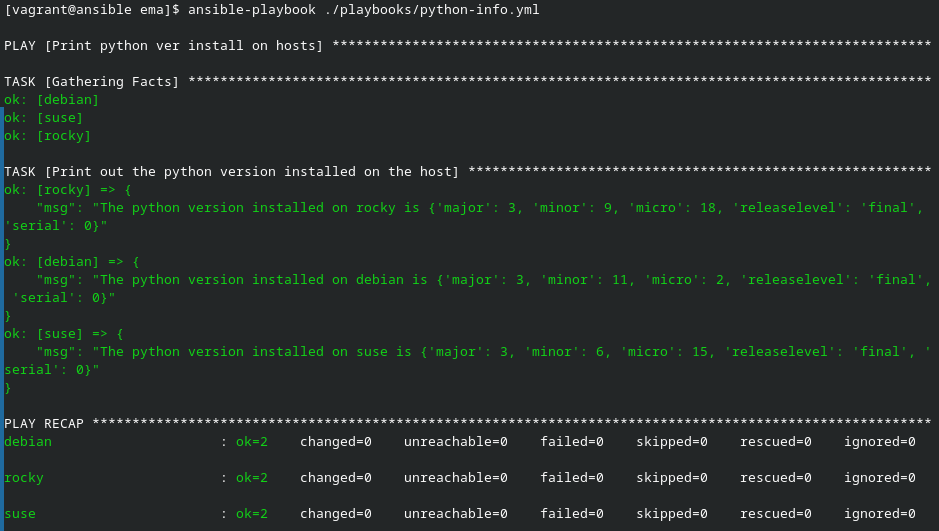 [vagrant@ansible ema]$ ansible-playbook ./playbooks/python-info.yml
PLAY [Print python ver install on hosts] ***************************************************************************
TASK [Gathering Facts] *********************************************************************************************
ok: [debian]
ok: [suse]
ok: [rocky]
TASK [Print out the python version installed on the host] **********************************************************
ok: [rocky] => {
    "msg": "The python version installed on rocky is {'major': 3, 'minor': 9, 'micro': 18, 'releaselevel': 'final',
'serial': 0}"
}
ok: [debian] => {
    "msg": "The python version installed on debian is {'major': 3, 'minor': 11, 'micro': 2, 'releaselevel': 'final',
 'serial': 0}"
}
ok: [suse] => {
    "msg": "The python version installed on suse is {'major': 3, 'minor': 6, 'micro': 15, 'releaselevel': 'final', '
serial': 0}"
}
PLAY RECAP *********************************************************************************************************
debian                     : ok=2    changed=0    unreachable=0    failed=0    skipped=0    rescued=0    ignored=0
rocky                      : ok=2    changed=0    unreachable=0    failed=0    skipped=0    rescued=0    ignored=0
suse                       : ok=2    changed=0    unreachable=0    failed=0    skipped=0    rescued=0    ignored=0